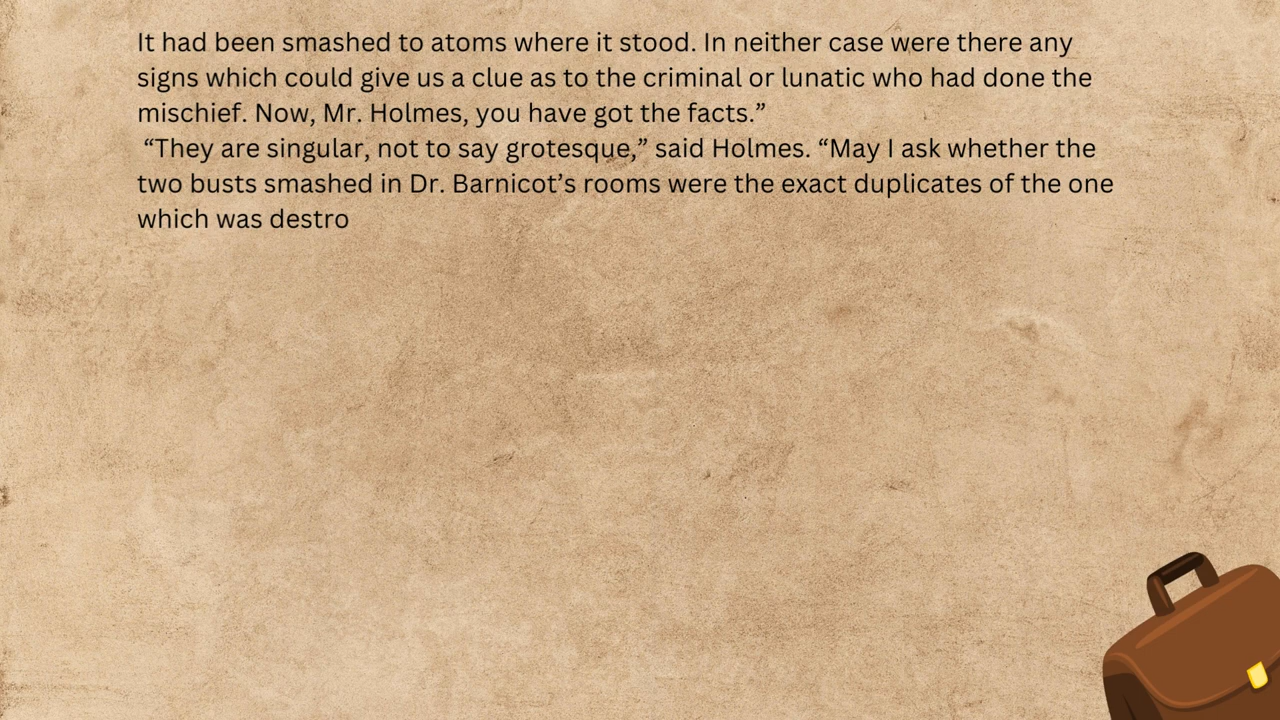 It had been smashed to atoms where it stood. In neither case were there any
signs which could give us a clue as to the criminal or lunatic who had done the
mischief. Now, Mr. Holmes, you have got the facts.”
“They are singular, not to say grotesque,” said Holmes. “May I ask whether the
two busts smashed in Dr. Barnicot’s rooms were the exact duplicates of the one
which was destro